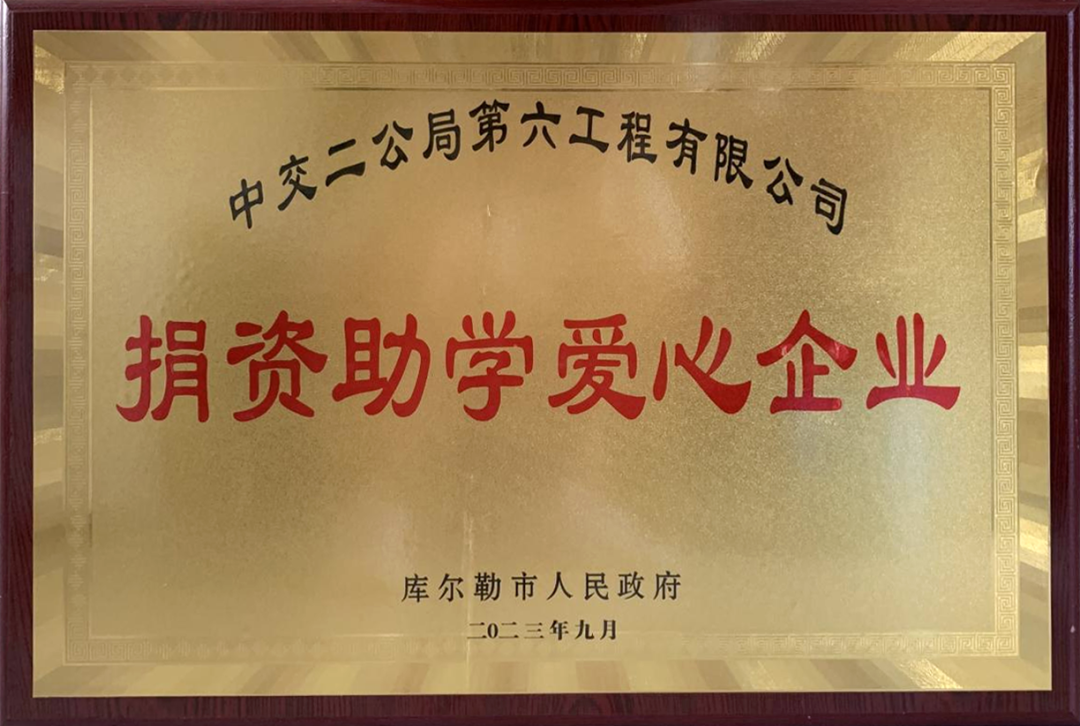 中交二公局第六工程有限公司
捐资助学爱心企业
库尔勒市人民政府
二0二三年九月